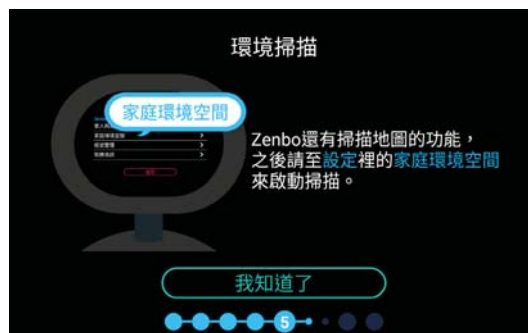 環境掃描
家庭環境空間
Zenbo還有掃描地圖的功能，
之後請至設定裡的家庭環境空間
來啟動掃描。
我知道了
5